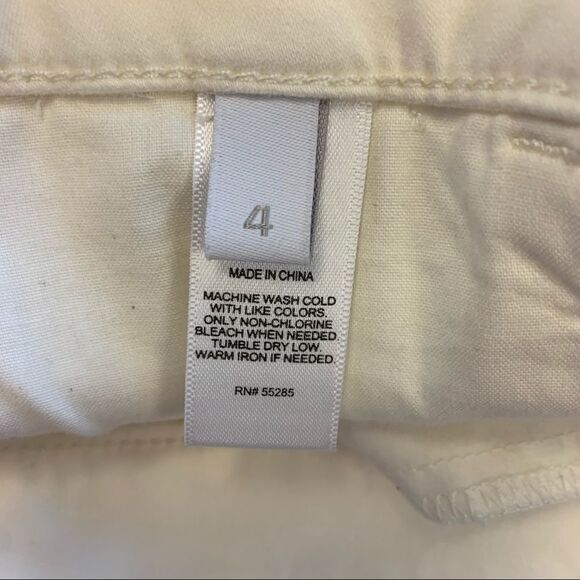 4
MADE IN CHINA
MACHINE WASH COLD
WITH LIKE COLORS.
ONLY NON-CHLORINE
BLEACH WHEN NEEDED.
TUMBLE DRY LOW.
WARM IRON IF NEEDED.
RN# 55285